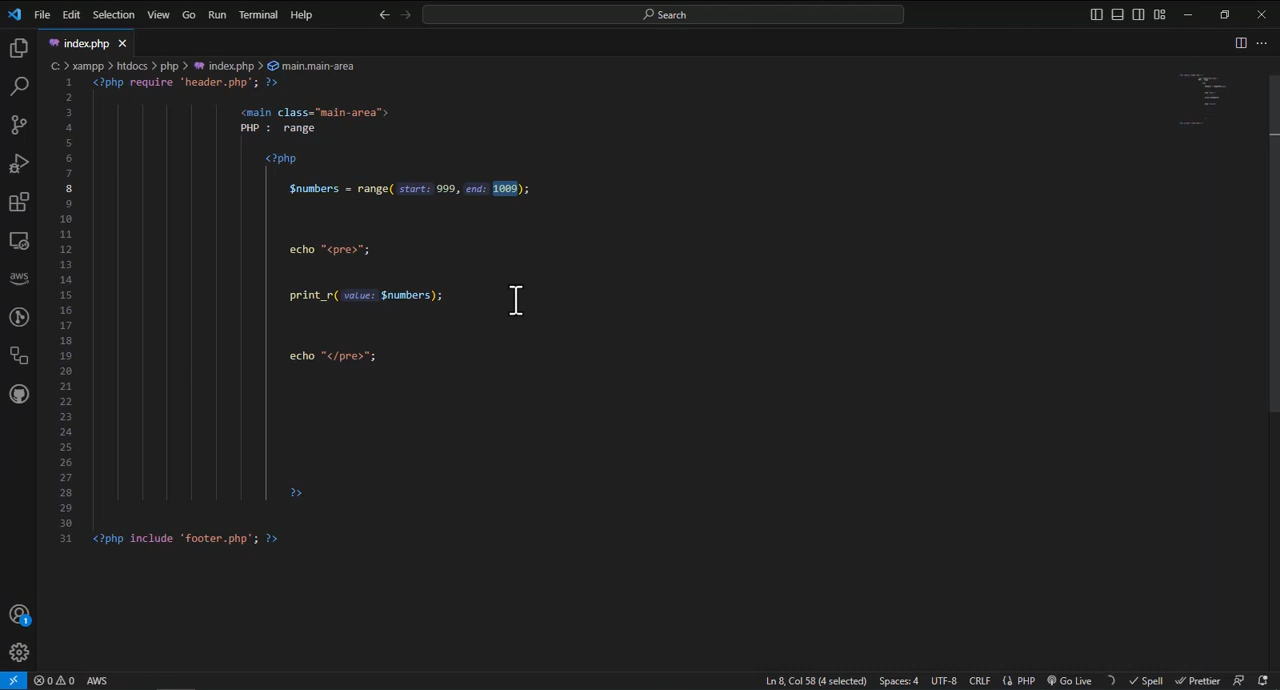 File Edit Selection View Go Run Terminal Help
Search
index.php
C: > xampp > htdocs > php > index.php > main.main-area
1 <?php require 'header.php'; ?>
2
3 <main class="main-area">
4 PHP : range
5
6 <?php
7
8 $numbers = range( start: 999, end: 1009);
9
10
11
12 echo "<pre>";
13
14
15 print_r( value: $numbers);
16
17
18
19 echo "</pre>";
20
21
22
23
24
25
26
27
28 ?>
29
30
31 <?php include 'footer.php'; ?>
aws
1
0 0 AWS Ln 8, Col 58 (4 selected) Spaces: 4 UTF-8 CRLF PHP Go Live Spell Prettier